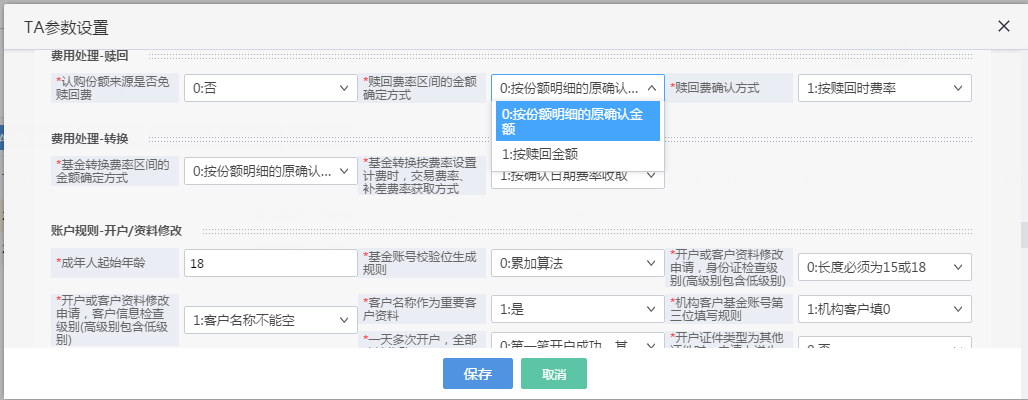 TA参数设置
费用处理-赎回
*认购份额来源是否免
赎回费
0:否
*赎回费率区间的金额
确定方式
0:按份额明细的原确认...
*赎回费确认方式
1:按赎回时费率
0:按份额明细的原确认金
额
1:按赎回金额
费用处理-转换
*基金转换费率区间的
金额确定方式
0:按份额明细的原确认...
*基金转换按费率设置
计费时，交易费率、
补差费率获取方式
1:按确认日期费率收取
账户规则-开户/资料修改
*成年人起始年龄
18
*基金账号校验位生成
规则
0:累加算法
*开户或客户资料修改
申请，身份证检查级
别(高级别包含低级别)
0:长度必须为15或18
*开户或客户资料修改
申请，客户信息检查
级别(高级别包含低级
别)
1:客户名称不能空
*客户名称作为重要客
户资料
1:是
*机构客户基金账号第
三位填写规则
1:机构客户填0
*一天多次开户，全部
0:第一笔开户成功，其
*开户证件类型为其他
0:否
保存
取消